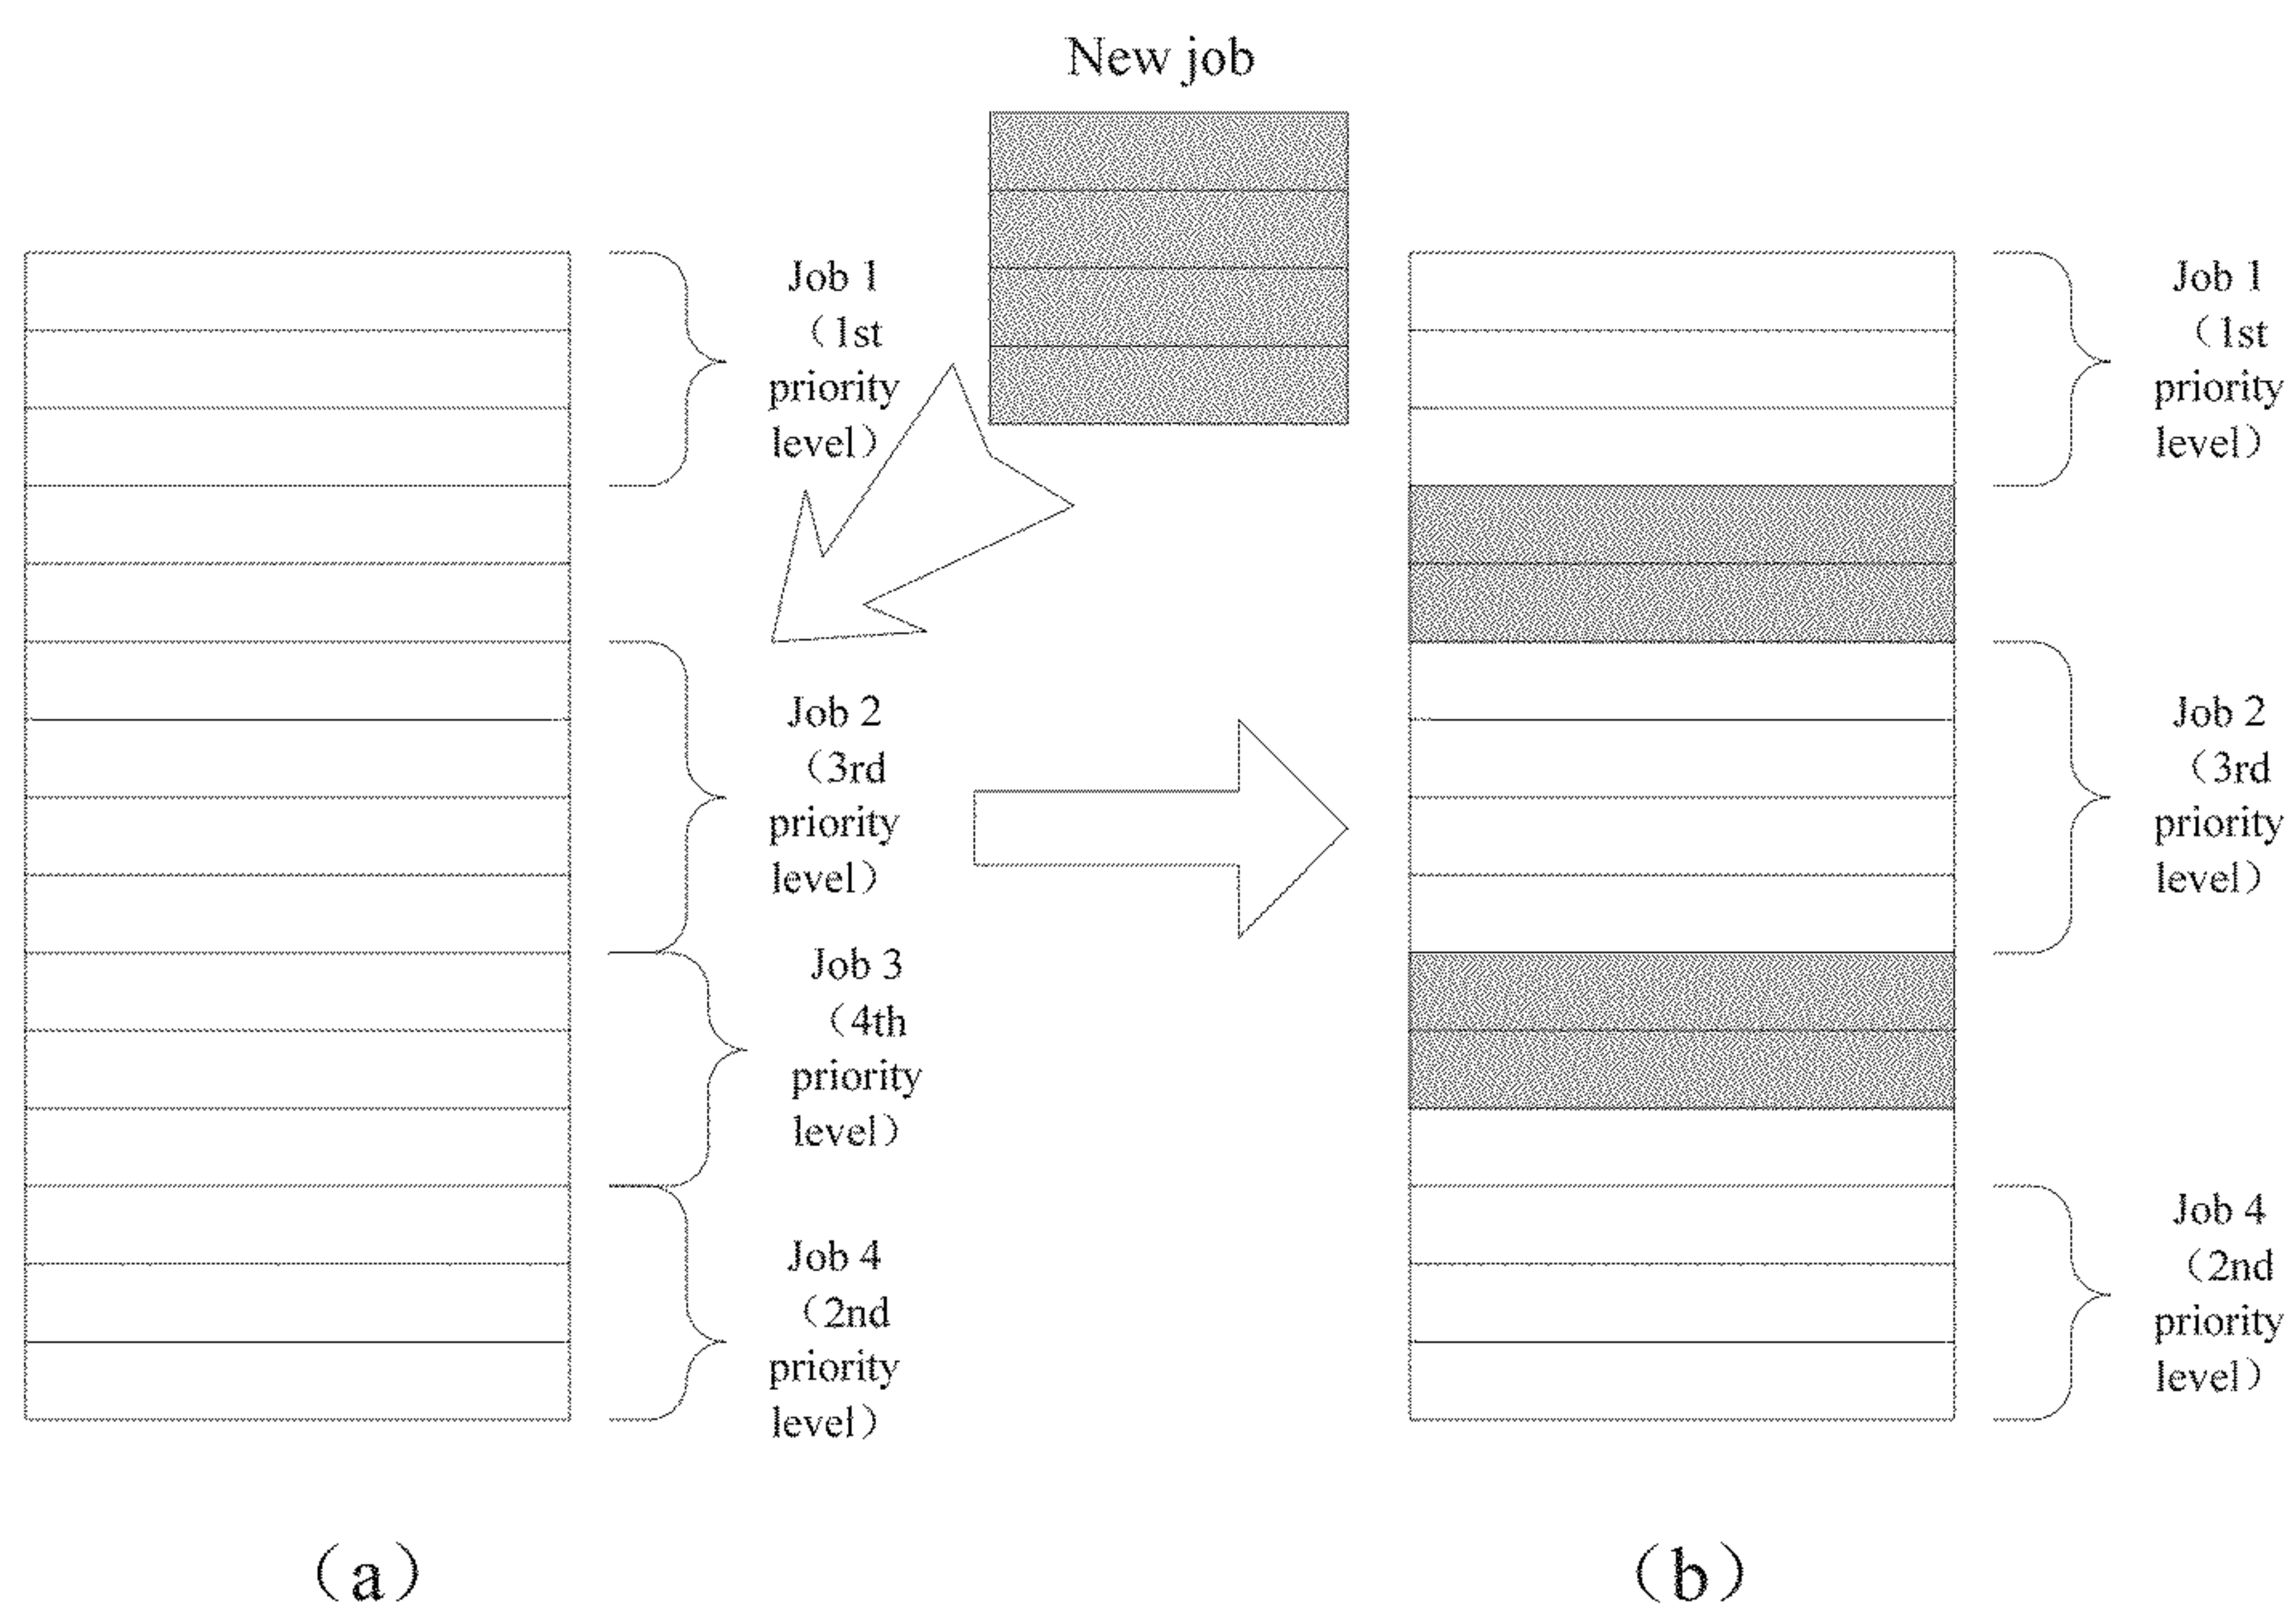 New job
Job 1
（1st
priority
level）
Job 2
（3rd
priority
level）
Job 3
（4th
priority
level）
Job 4
（2nd
priority
level）
（a）
Job 1
（1st
priority
level）
Job 2
（3rd
priority
level）
Job 4
（2nd
priority
level）
（b）